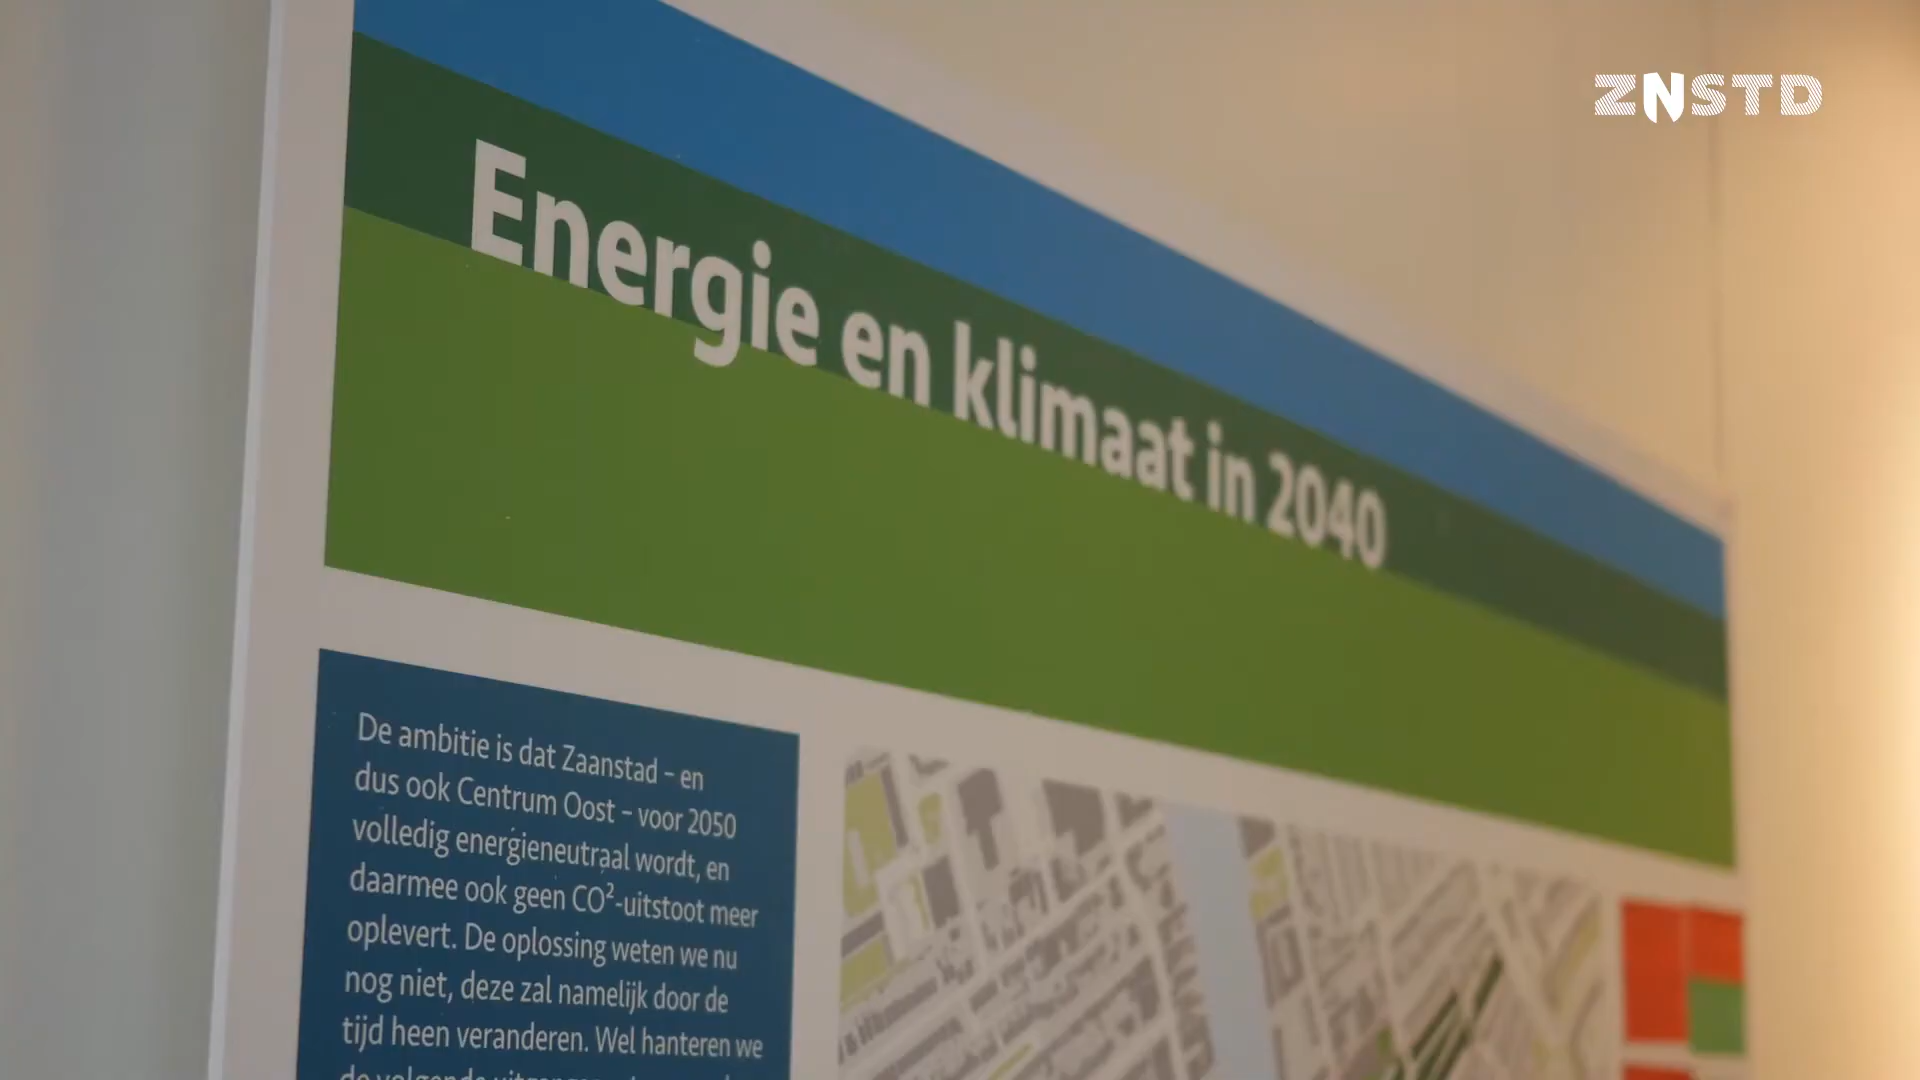 ZNSTD
Energie en klimaat in 2040
De ambitie is dat Zaanstad – en
dus ook Centrum Oost – voor 2050
volledig energieneutraal wordt, en
daarmee ook geen CO²-uitstoot meer
oplevert. De oplossing weten we nu
nog niet, deze zal namelijk door de
tijd heen veranderen. Wel hanteren we
de volgende